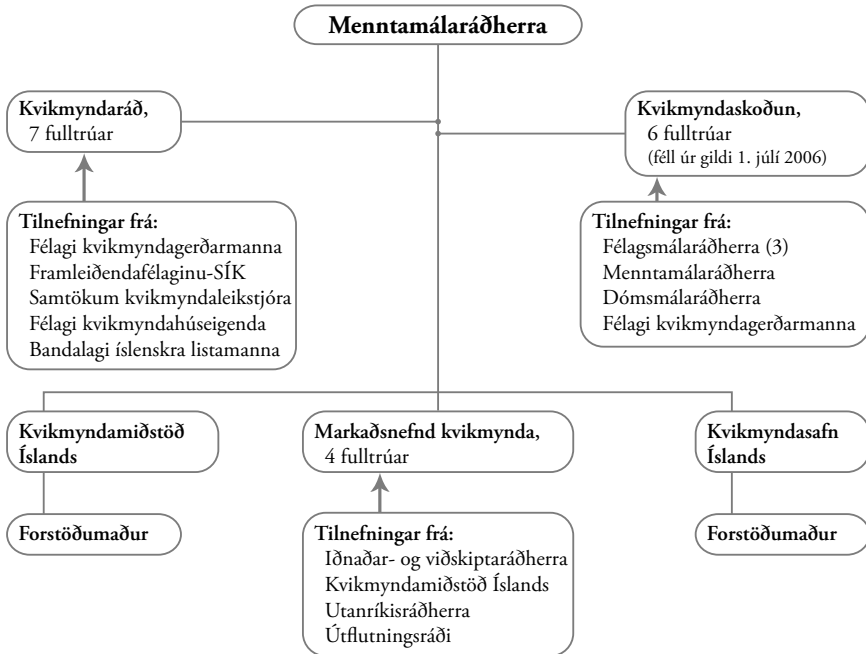 Menntamálaráðherra
Kvikmyndaráð,
7 fulltrúar
Kvikmyndaskoðun,
6 fulltrúar
(féll úr gildi 1. júlí 2006)
Tilnefningar frá:
Félagi kvikmyndagerðarmanna
Framleiðendafélaginu-SÍK
Samtökum kvikmyndaleikstjóra
Félagi kvikmyndahúseigenda
Bandalagi íslenskra listamanna
Tilnefningar frá:
Félagsmálaráðherra (3)
Menntamálaráðherra
Dómsmálaráðherra
Félagi kvikmyndagerðarmanna
Kvikmyndamiðstöð
Íslands
Markaðsnefnd kvikmynda,
4 fulltrúar
Kvikmyndasafn
Íslands
Forstöðumaður
Tilnefningar frá:
Iðnaðar- og viðskiptaráðherra
Kvikmyndamiðstöð Íslands
Utanríkisráðherra
Útflutningsráði
Forstöðumaður